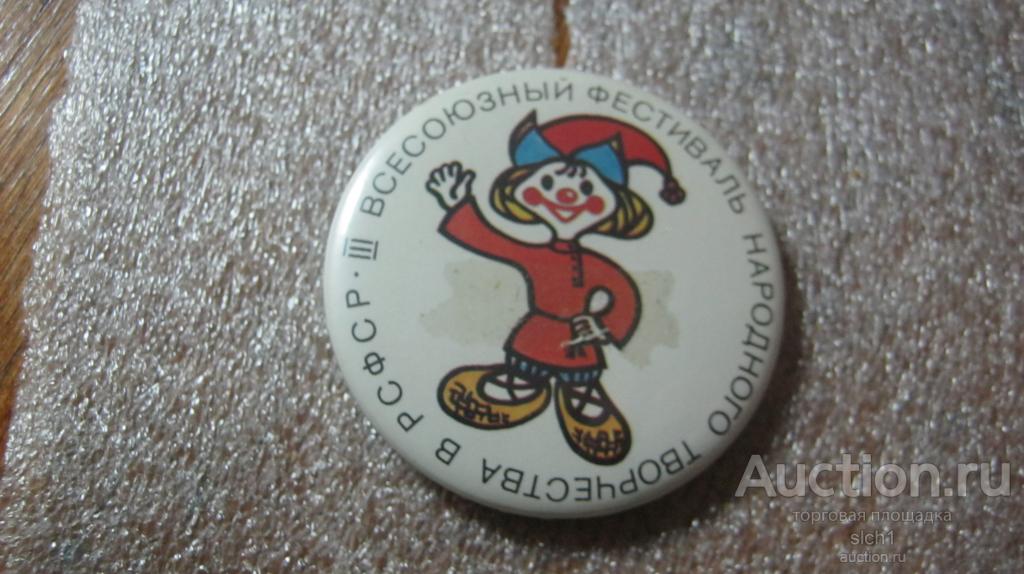 III ВСЕСОЮЗНЫЙ ФЕСТИВАЛЬ НАРОДНОГО ТВОРЧЕСТВА В РСФСР·
Auction.ru
торговая площадка
slch1
auction.ru